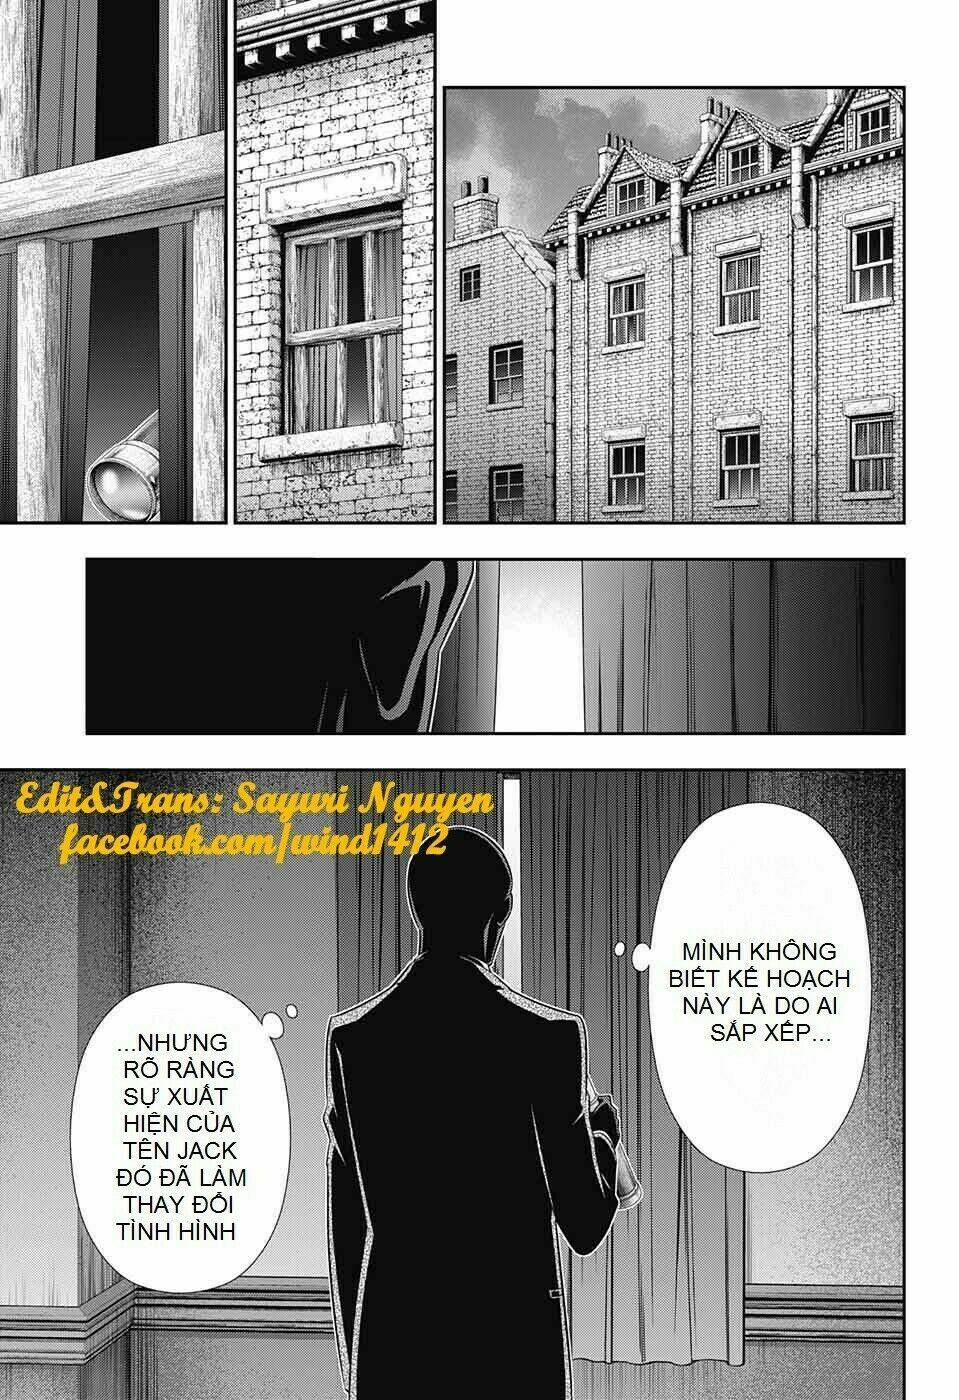 Edit&Trans: Sayuri Nguyen
facebook.com/wind1412
MÌNH KHÔNG
BIẾT KẾ HOẠCH
NÀY LÀ DO AI
SẮP XẾP...
...NHƯNG
RÕ RÀNG
SỰ XUẤT
HIỆN CỦA
TÊN JACK
ĐÓ ĐÃ LÀM
THAY ĐỔI
TÌNH HÌNH